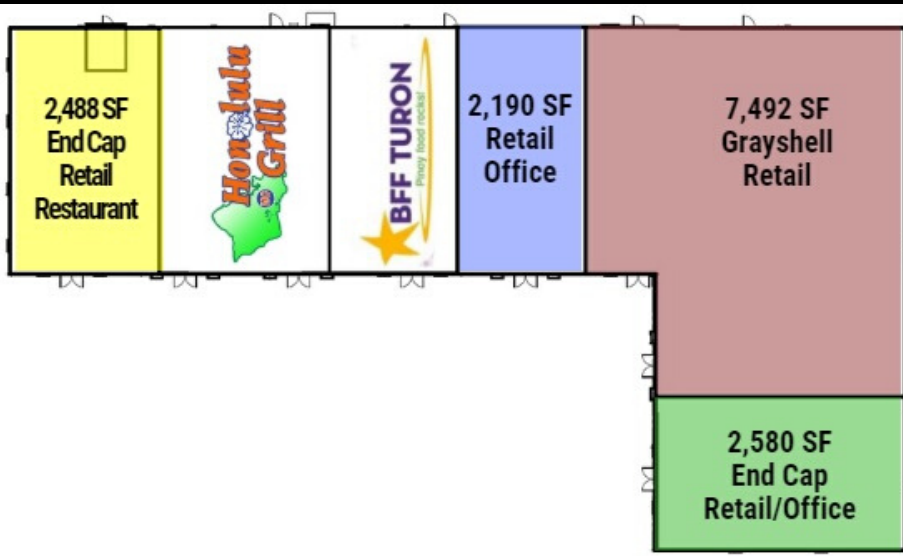 2,488 SF
End Cap
Retail
Restaurant
Honolulu
Grill
BFF TURON
Pinoy food rocks!
2,190 SF
Retail
Office
7,492 SF
Grayshell
Retail
2,580 SF
End Cap
Retail/Office